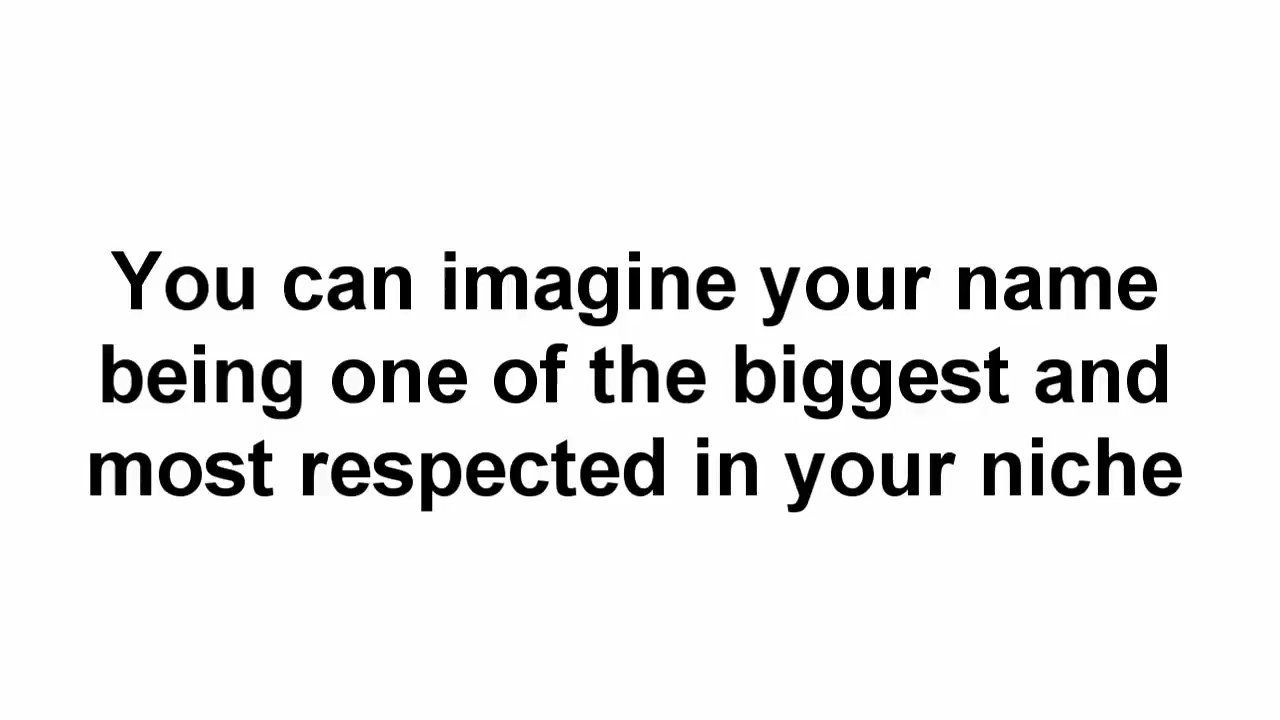 You can imagine your name
being one of the biggest and
most respected in your niche